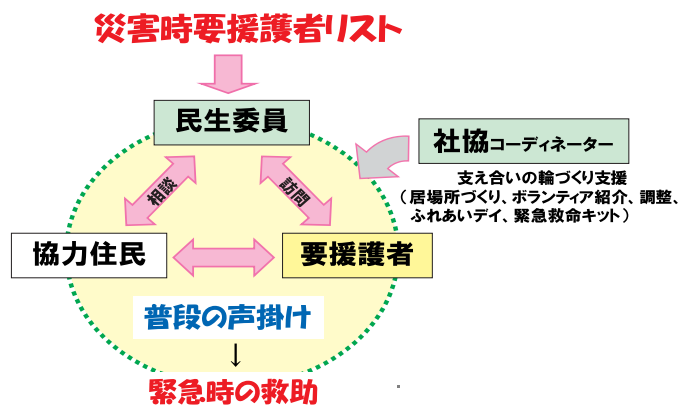 災害時要援護者リスト
民生委員
社協コーディネーター
支え合いの輪づくり支援
（居場所づくり、ボランティア紹介、調整、
ふれあいデイ、緊急救命キット）
相談
訪問
協力住民
要援護者
普段の声掛け
↓
緊急時の救助